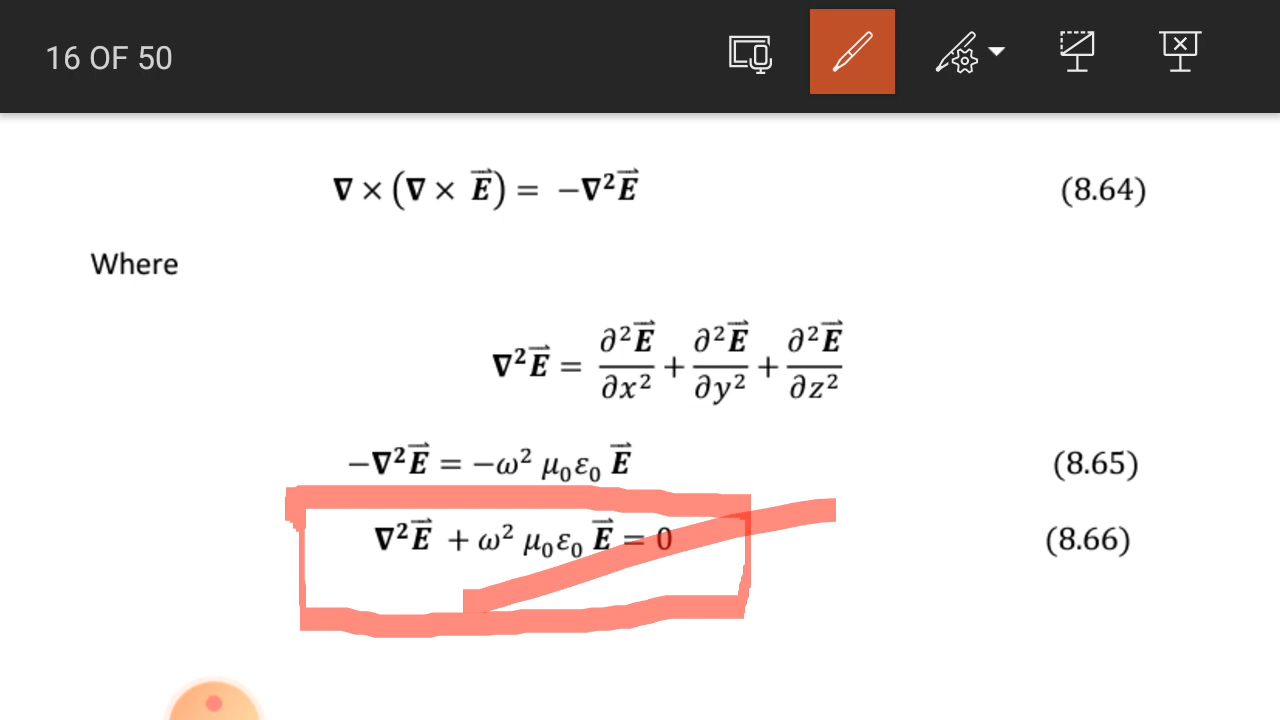 16 OF 50
∇ × (∇ × E⃗) = −∇²E⃗ (8.64)
Where
∇²E⃗ = ∂²E⃗/∂x² + ∂²E⃗/∂y² + ∂²E⃗/∂z²
−∇²E⃗ = −ω² μ₀ε₀ E⃗ (8.65)
∇²E⃗ + ω² μ₀ε₀ E⃗ = 0 (8.66)